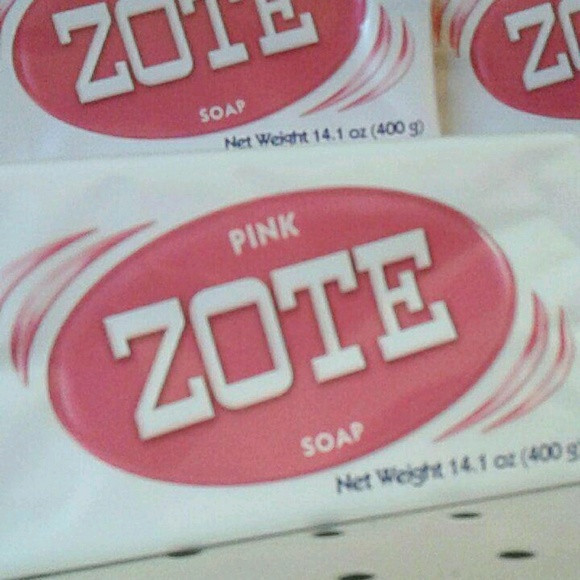 ZOTE
SOAP
Net Weight 14.1 oz (400 g)
PINK
ZOTE
SOAP
Net Weight 14.1 oz (400 g